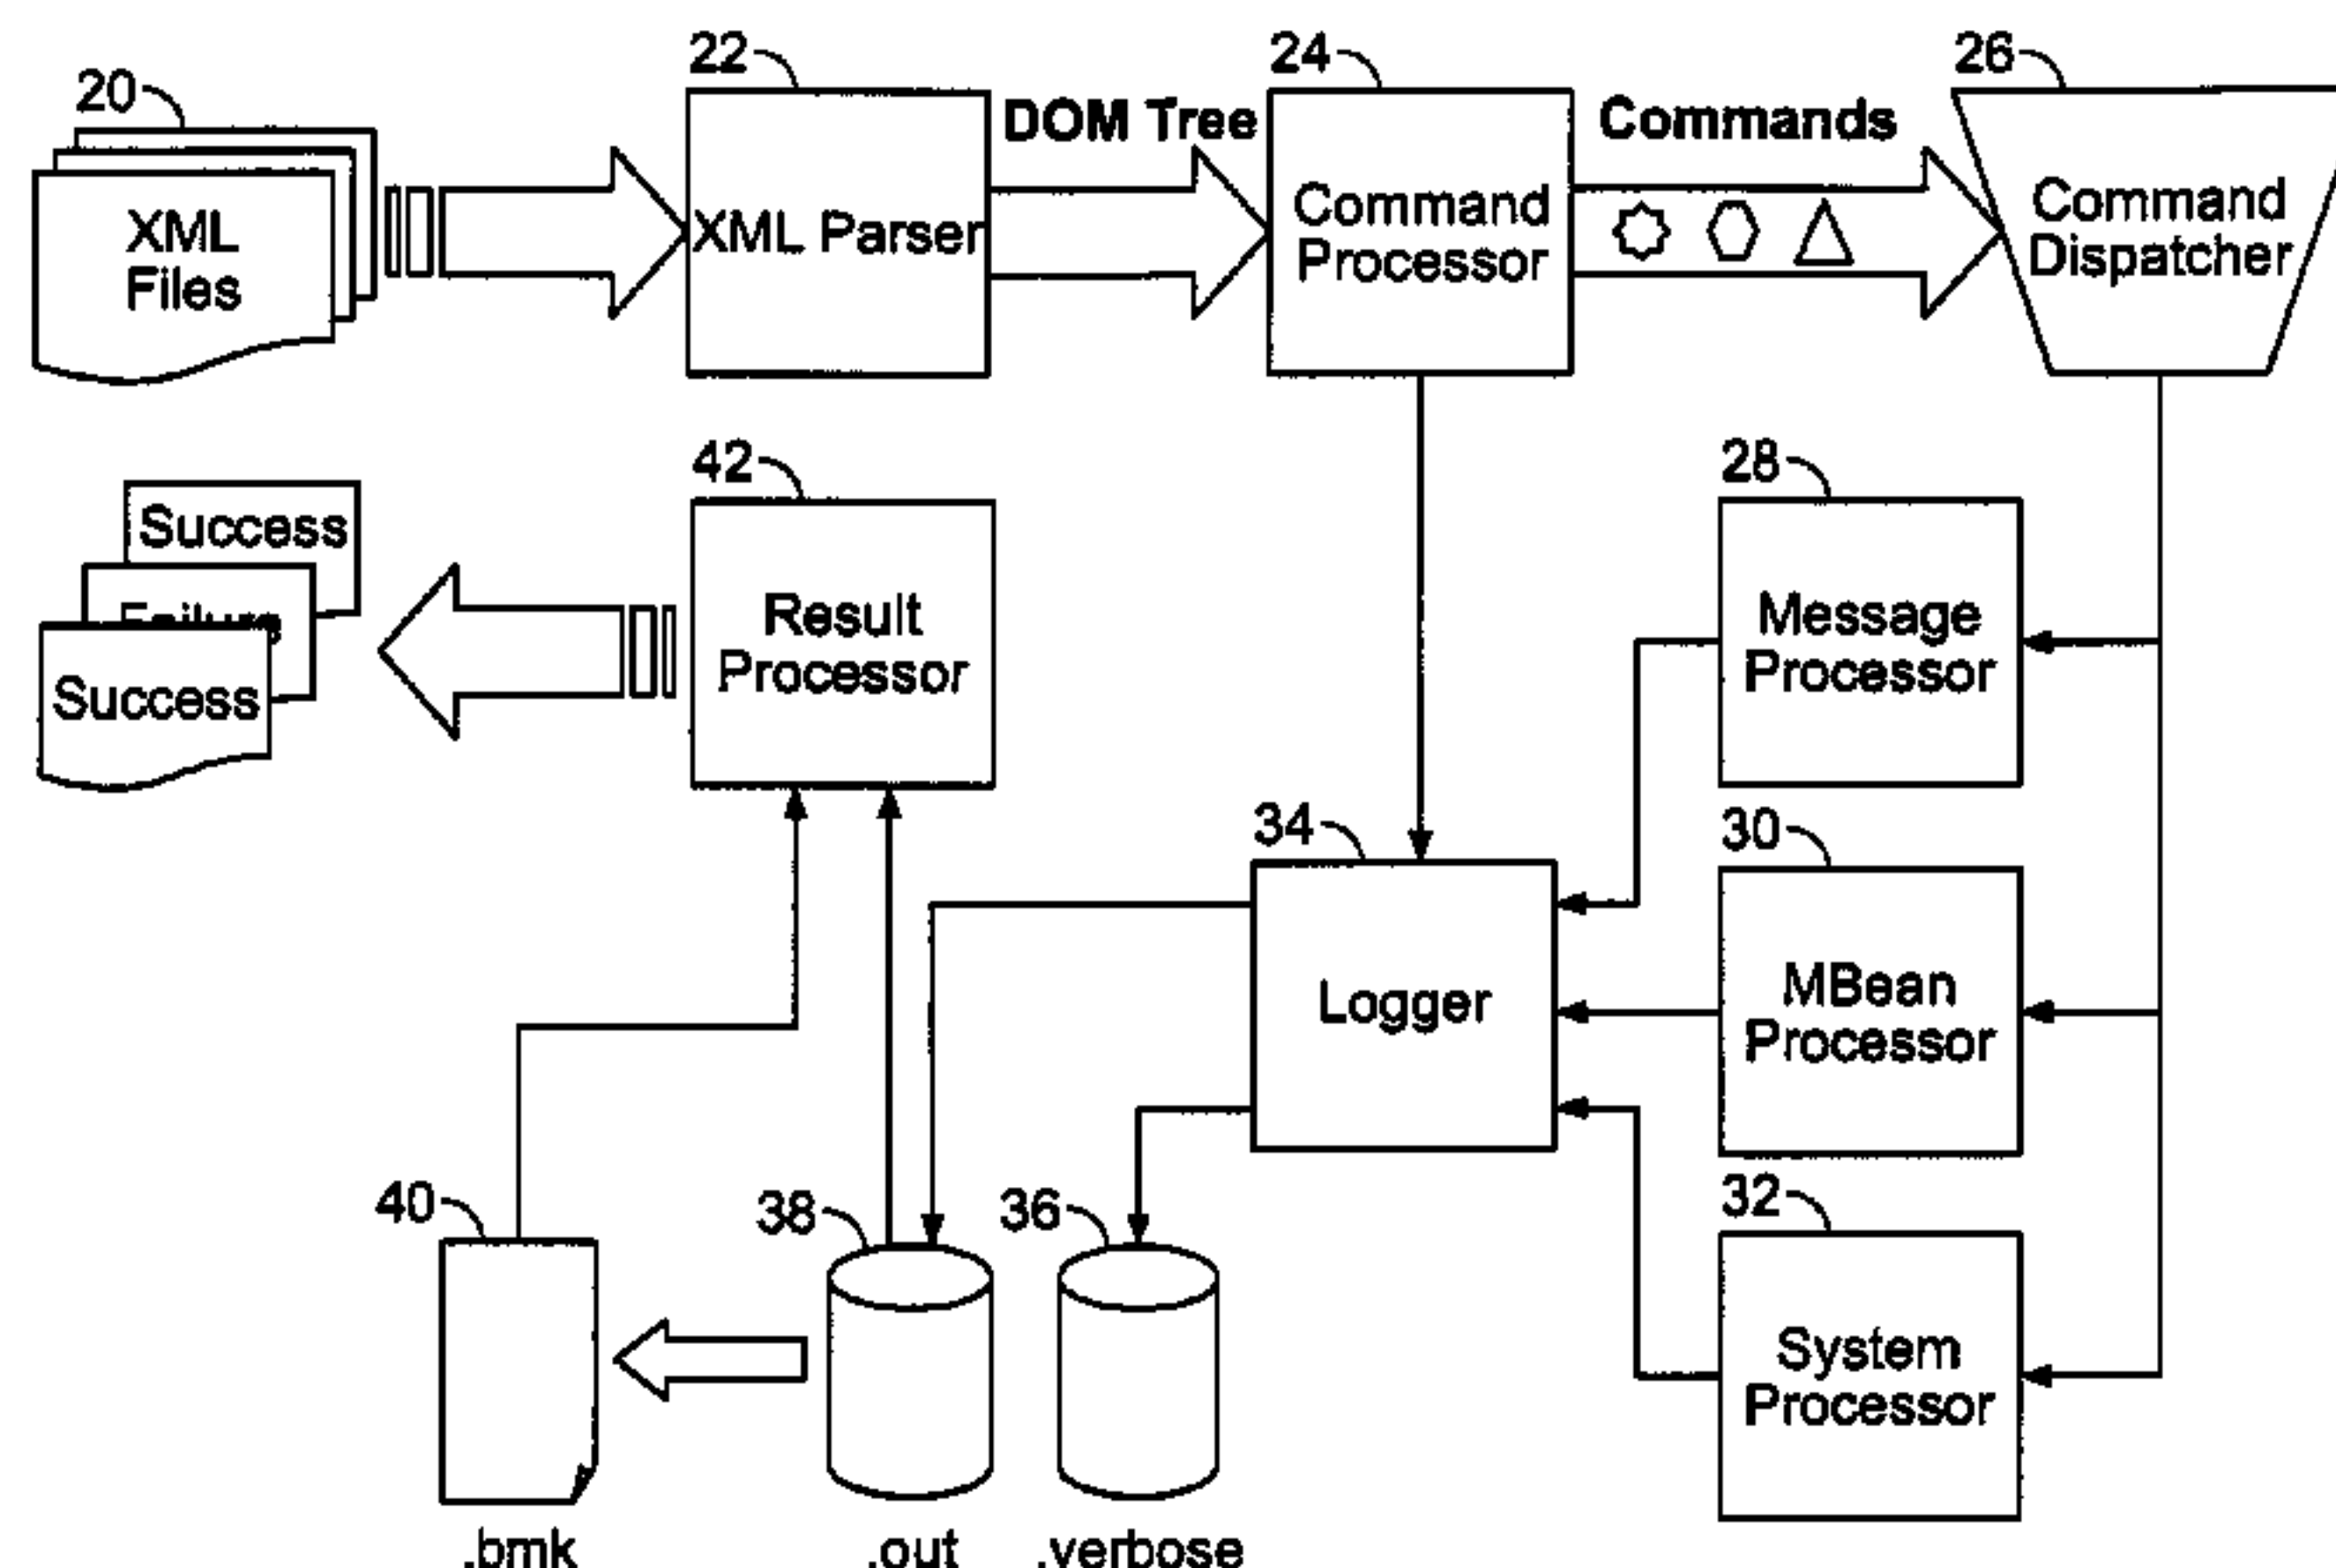 20
22
24
26
DOM Tree
Commands
XML
Files
XML Parser
Command
Processor
Command
Dispatcher
42
28
Success
Failure
Success
Result
Processor
Message
Processor
34
30
Logger
MBean
Processor
40
38
36
32
System
Processor
.bmk
.out
.verbose